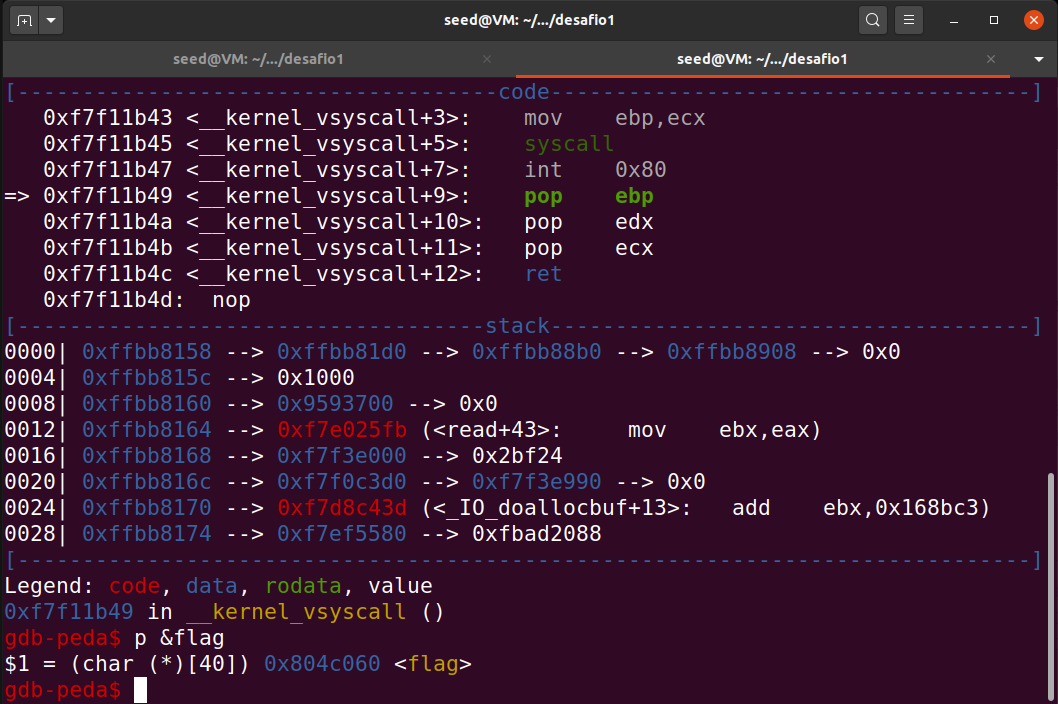 seed@VM: ~/.../desafio1
seed@VM: ~/.../desafio1
seed@VM: ~/.../desafio1
[-------------------------------------code-------------------------------------]
   0xf7f11b43 <__kernel_vsyscall+3>:	mov    ebp,ecx
   0xf7f11b45 <__kernel_vsyscall+5>:	syscall
   0xf7f11b47 <__kernel_vsyscall+7>:	int    0x80
=> 0xf7f11b49 <__kernel_vsyscall+9>:	pop    ebp
   0xf7f11b4a <__kernel_vsyscall+10>:	pop    edx
   0xf7f11b4b <__kernel_vsyscall+11>:	pop    ecx
   0xf7f11b4c <__kernel_vsyscall+12>:	ret
   0xf7f11b4d:	nop
[------------------------------------stack-------------------------------------]
0000| 0xffbb8158 --> 0xffbb81d0 --> 0xffbb88b0 --> 0xffbb8908 --> 0x0
0004| 0xffbb815c --> 0x1000
0008| 0xffbb8160 --> 0x9593700 --> 0x0
0012| 0xffbb8164 --> 0xf7e025fb (<read+43>:	mov    ebx,eax)
0016| 0xffbb8168 --> 0xf7f3e000 --> 0x2bf24
0020| 0xffbb816c --> 0xf7f0c3d0 --> 0xf7f3e990 --> 0x0
0024| 0xffbb8170 --> 0xf7d8c43d (<_IO_doallocbuf+13>:	add    ebx,0x168bc3)
0028| 0xffbb8174 --> 0xf7ef5580 --> 0xfbad2088
[------------------------------------------------------------------------------]
Legend: code, data, rodata, value
0xf7f11b49 in __kernel_vsyscall ()
gdb-peda$ p &flag
$1 = (char (*)[40]) 0x804c060 <flag>
gdb-peda$